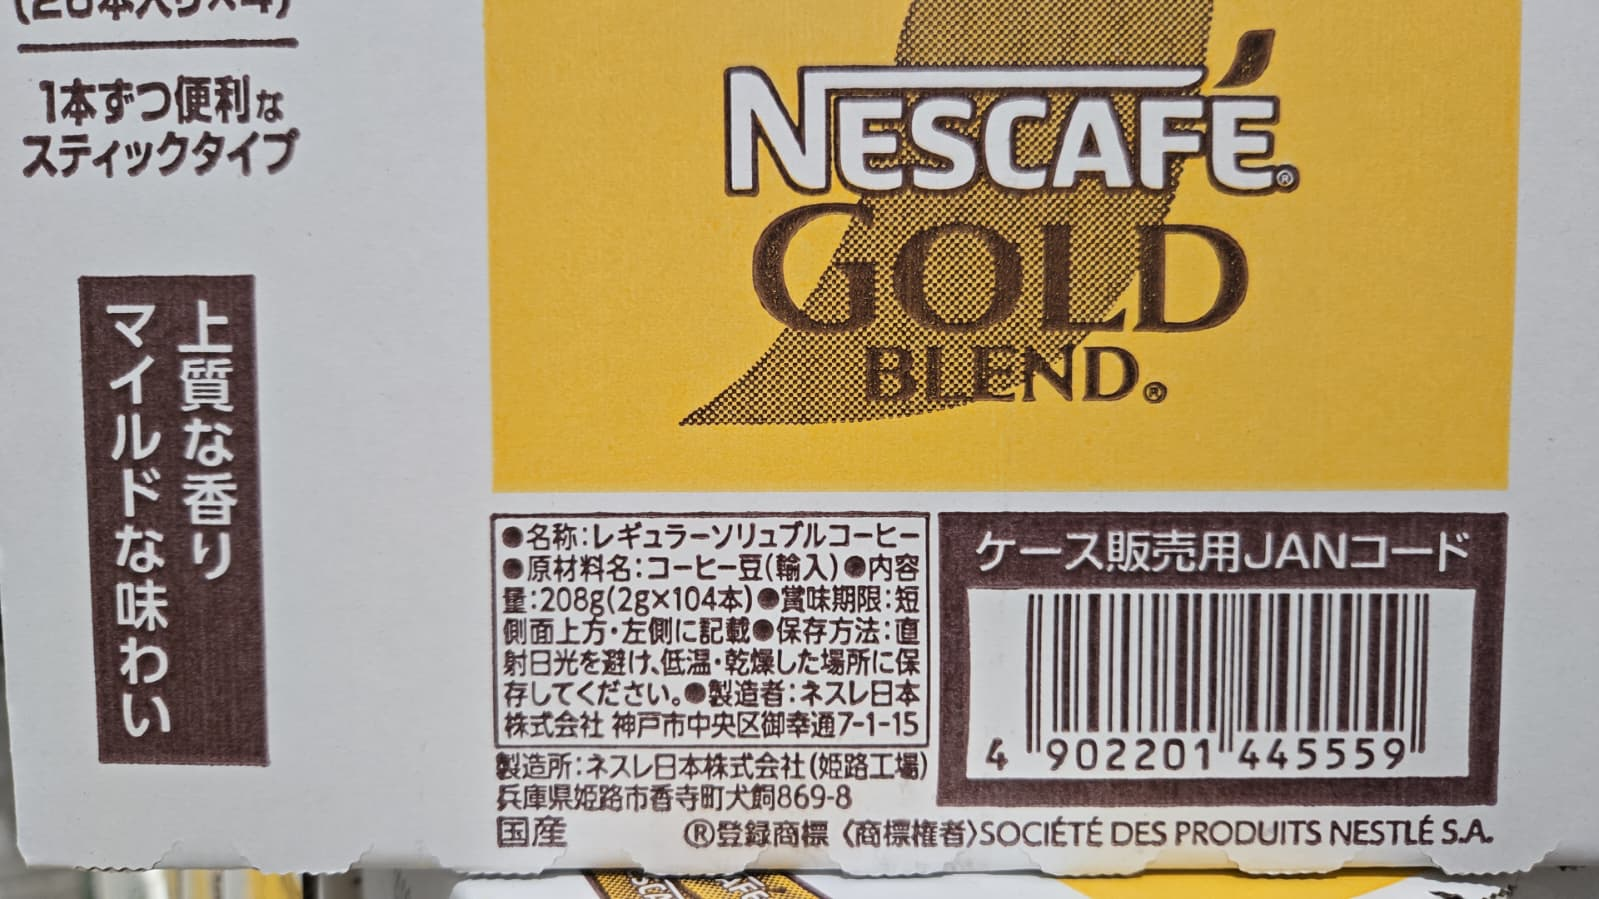 (26本入り×4)
1本ずつ便利な
スティックタイプ
上質な香り
マイルドな味わい
NESCAFÉ®
GOLD
BLEND®
●名称:レギュラーソリュブルコーヒー
●原材料名:コーヒー豆(輸入)●内容
量:208g(2g×104本)●賞味期限:短
側面上方・左側に記載●保存方法:直
射日光を避け、低温・乾燥した場所に保
存してください。●製造者:ネスレ日本
株式会社 神戸市中央区御幸通7-1-15
製造所:ネスレ日本株式会社(姫路工場)
兵庫県姫路市香寺町犬飼869-8
国産
ケース販売用JANコード
4 902201 445559
®登録商標〈商標権者〉SOCIÉTÉ DES PRODUITS NESTLÉ S.A.